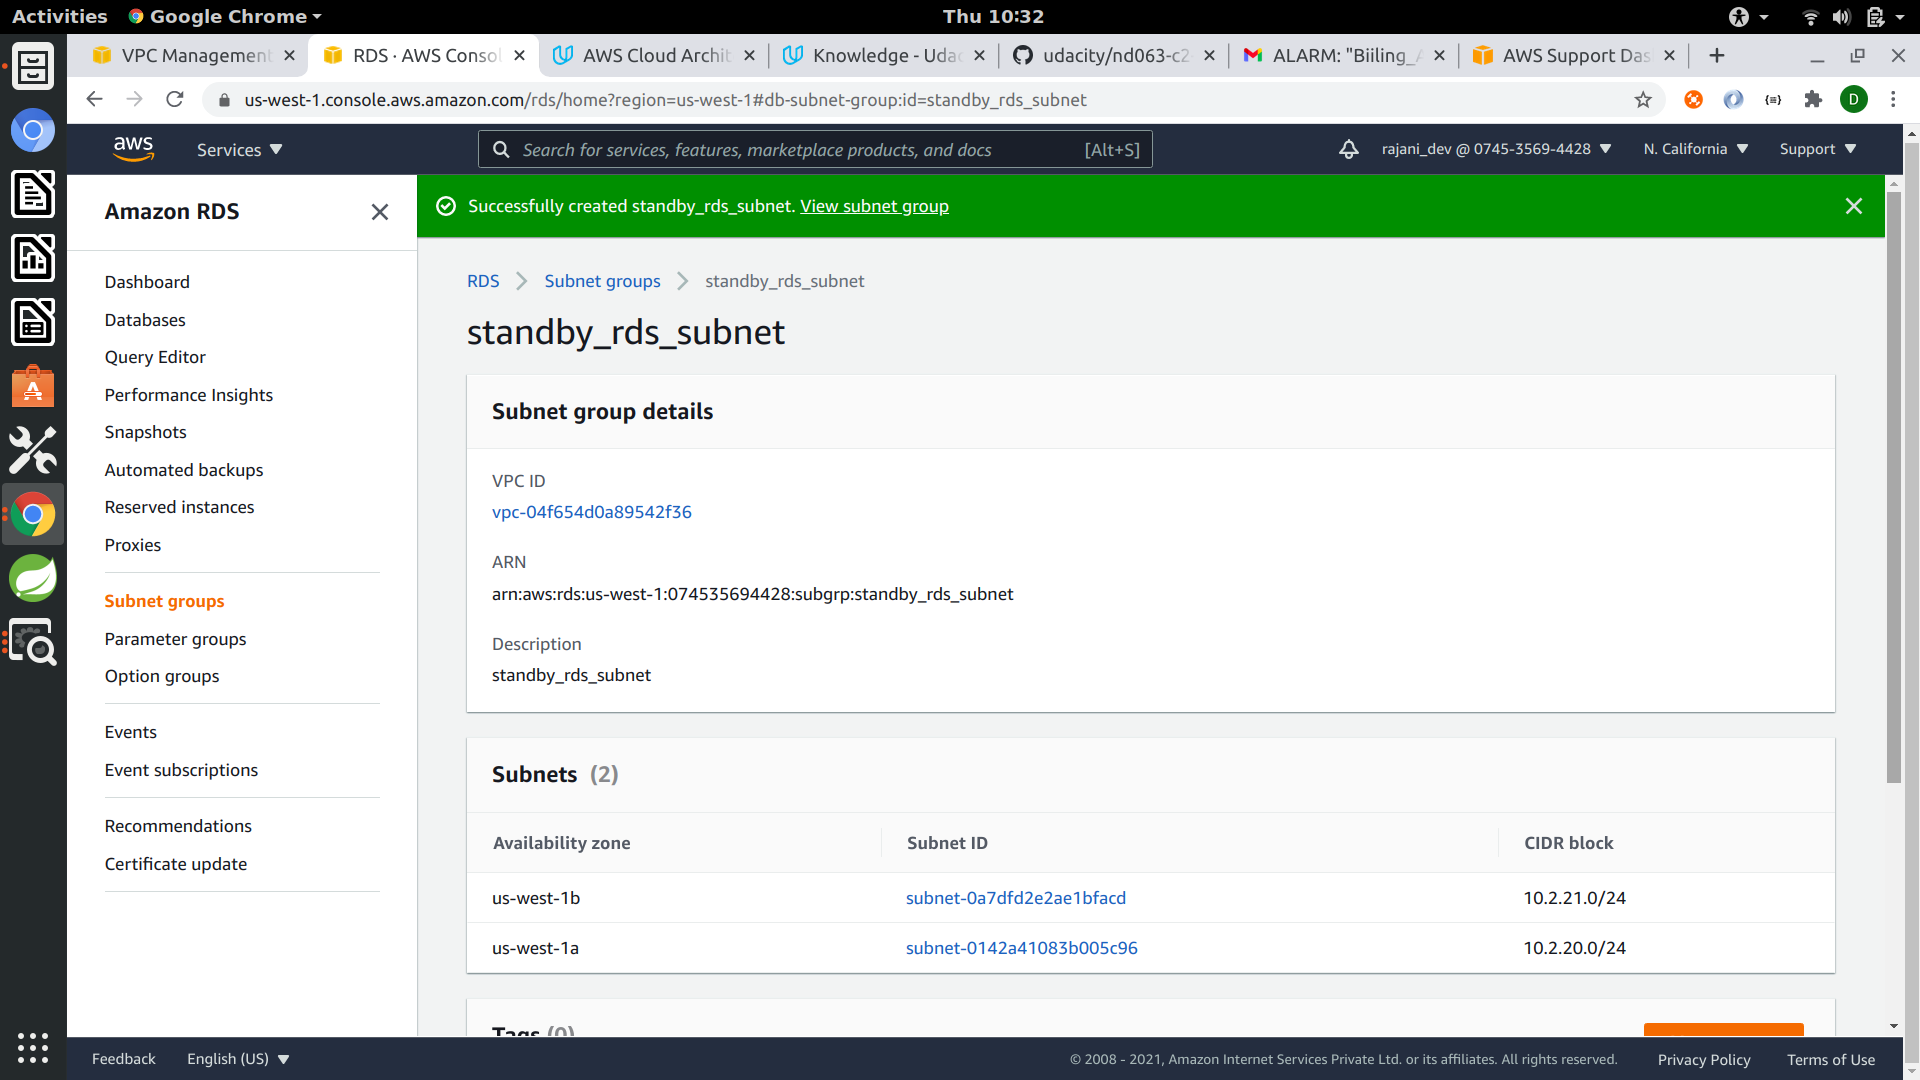 Activities Google Chrome Thu 10:32
VPC Management RDS · AWS Consol AWS Cloud Archit Knowledge - Udac udacity/nd063-c2- ALARM: "Biiling_A AWS Support Das
us-west-1.console.aws.amazon.com/rds/home?region=us-west-1#db-subnet-group:id=standby_rds_subnet D
aws Services Search for services, features, marketplace products, and docs [Alt+S] rajani_dev @ 0745-3569-4428 N. California Support
Amazon RDS
Dashboard
Databases
Query Editor
Performance Insights
Snapshots
Automated backups
Reserved instances
Proxies
Subnet groups
Parameter groups
Option groups
Events
Event subscriptions
Recommendations
Certificate update
Successfully created standby_rds_subnet. View subnet group
RDS Subnet groups standby_rds_subnet
standby_rds_subnet
Subnet group details
VPC ID
vpc-04f654d0a89542f36
ARN
arn:aws:rds:us-west-1:074535694428:subgrp:standby_rds_subnet
Description
standby_rds_subnet
Subnets (2)
Availability zone Subnet ID CIDR block
us-west-1b subnet-0a7dfd2e2ae1bfacd 10.2.21.0/24
us-west-1a subnet-0142a41083b005c96 10.2.20.0/24
Tags (0)
Feedback English (US) © 2008 - 2021, Amazon Internet Services Private Ltd. or its affiliates. All rights reserved. Privacy Policy Terms of Use